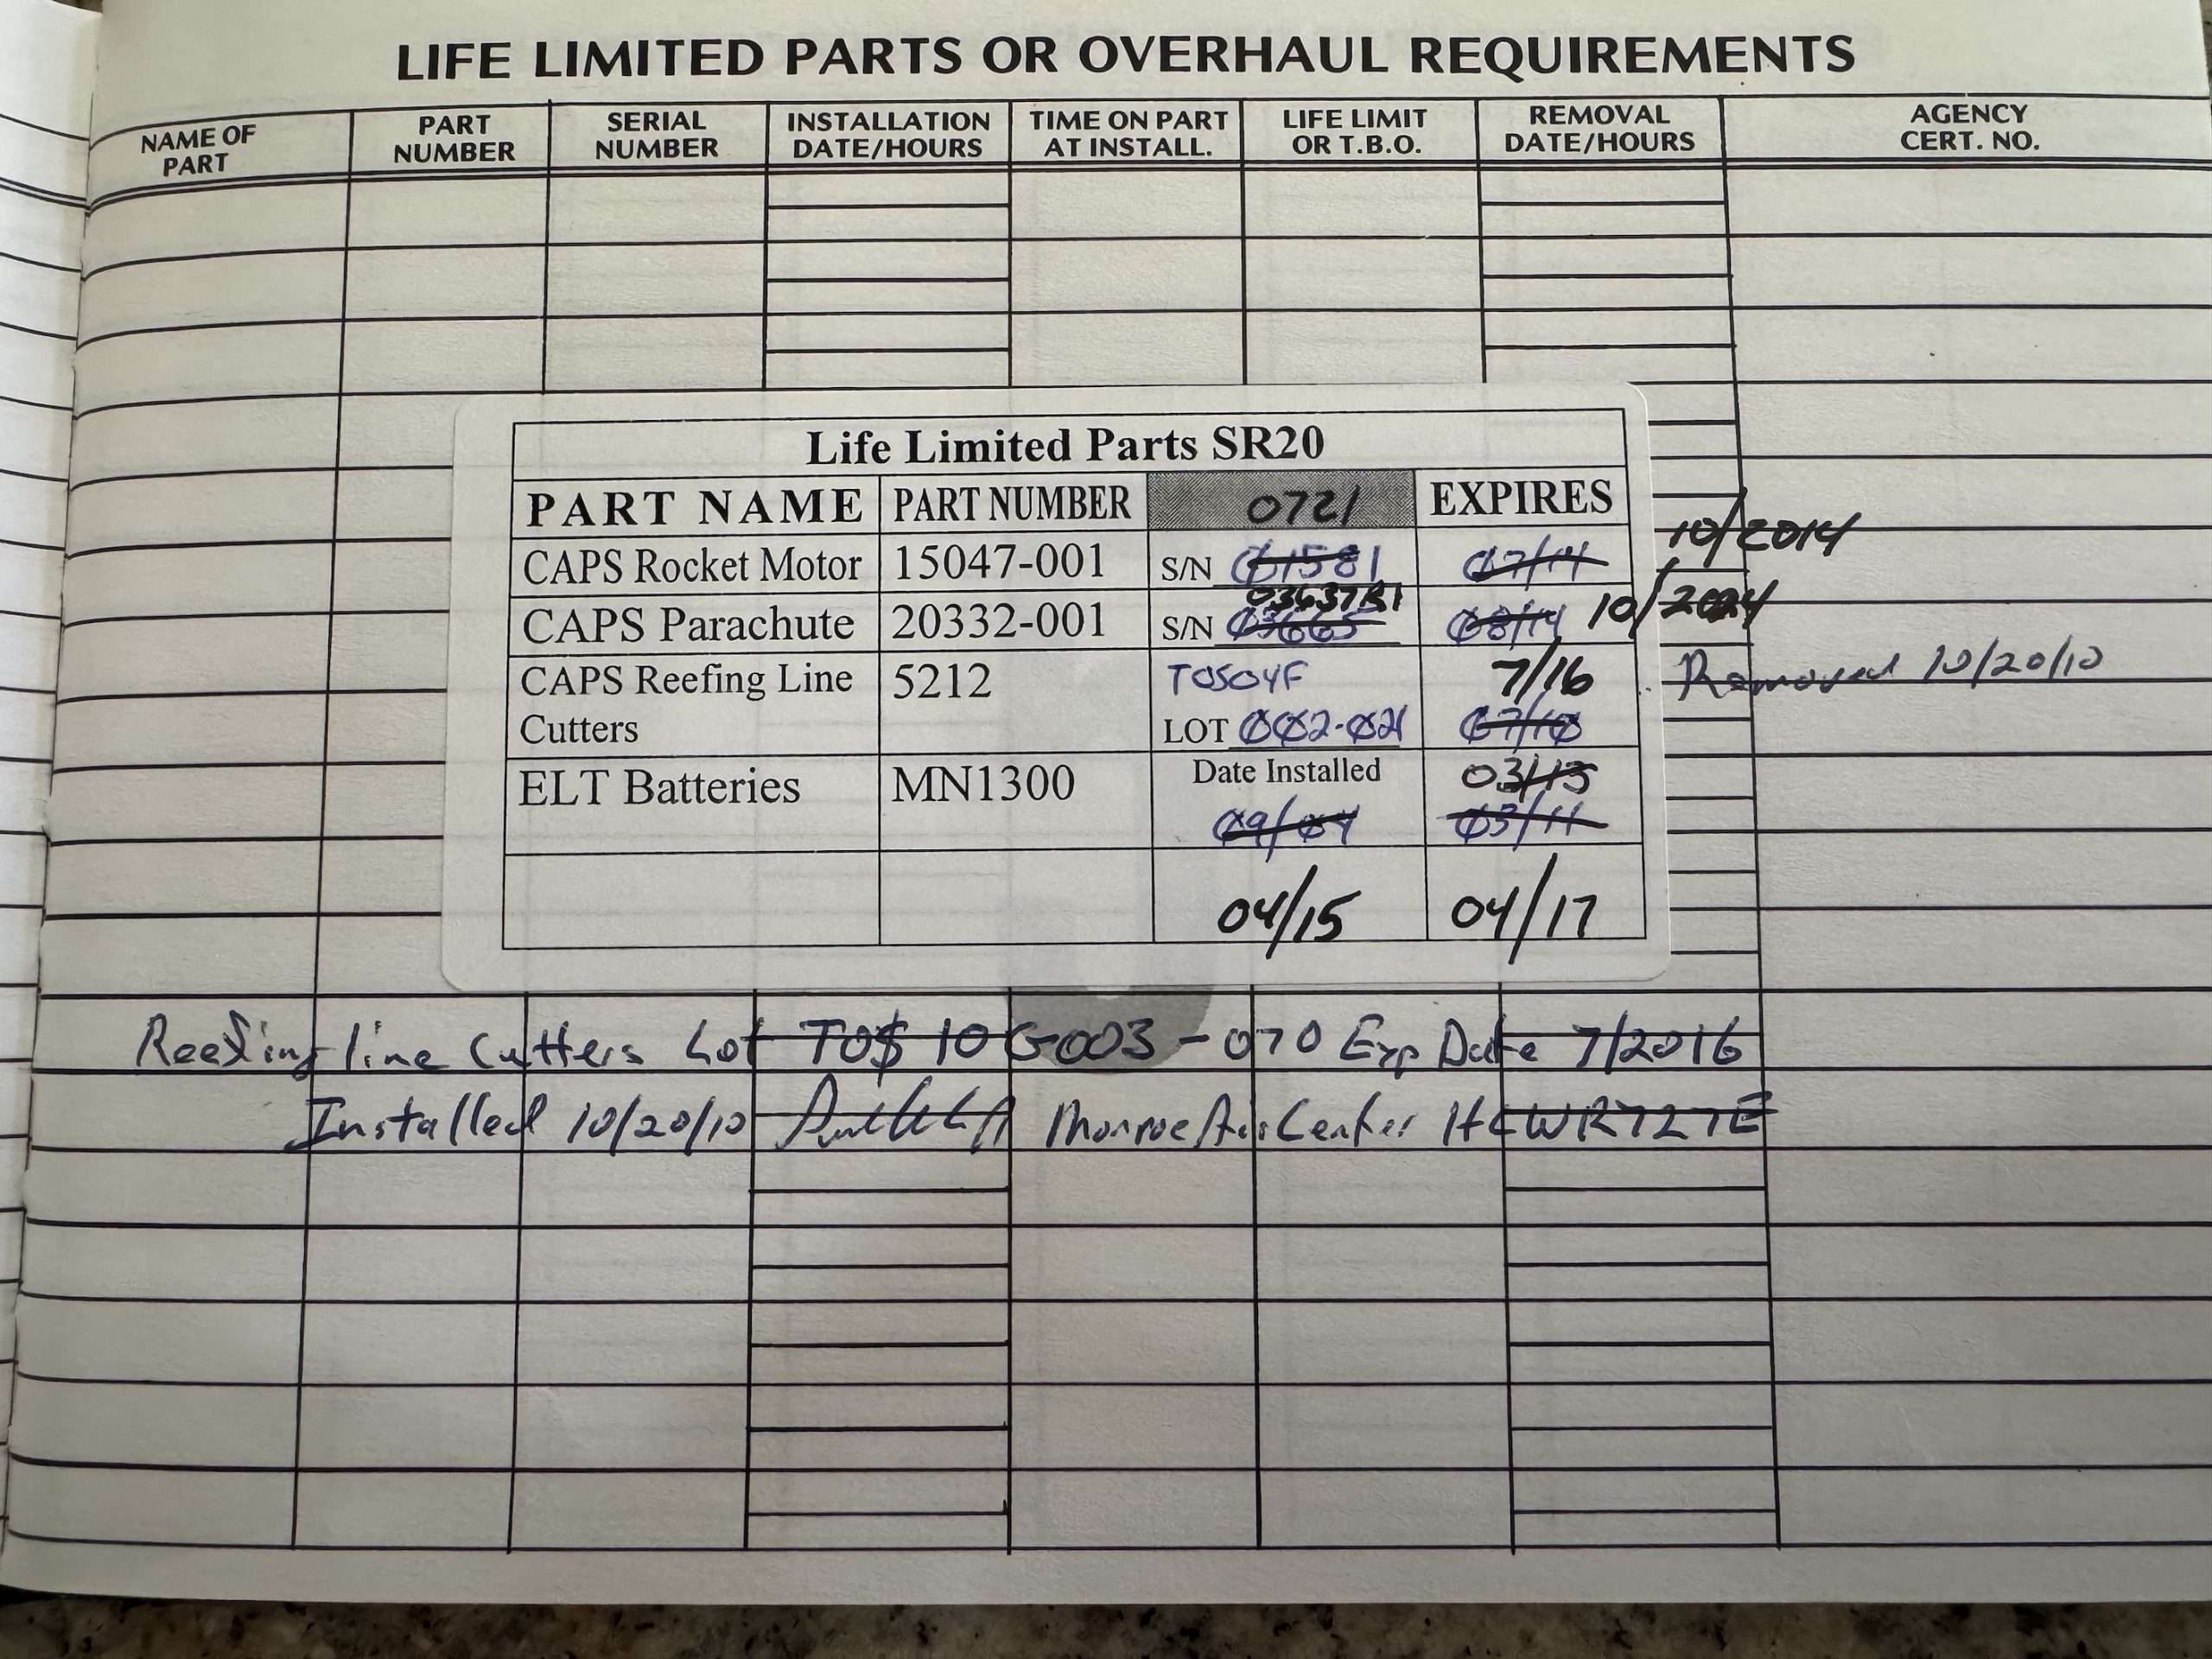 LIFE LIMITED PARTS OR OVERHAUL REQUIREMENTS
NAME OF PART
PART NUMBER
SERIAL NUMBER
INSTALLATION DATE/HOURS
TIME ON PART AT INSTALL.
LIFE LIMIT OR T.B.O.
REMOVAL DATE/HOURS
AGENCY CERT. NO.
Life Limited Parts SR20
PART NAME PART NUMBER 0721 EXPIRES
CAPS Rocket Motor 15047-001 S/N 01581 07/14 10/2014
03637B1
CAPS Parachute 20332-001 S/N 03665 08/14 10/2024
CAPS Reefing Line 5212 TOSO4F 7/16 Removed 10/20/10
Cutters LOT 002-021 07/10
ELT Batteries MN1300 Date Installed 03/13
09/04 03/11
04/15 04/17
Reefing line Cutters Lot TOS 10G003-070 Exp Date 7/2016
Installed 10/20/10 Monroe Air Center WR727E